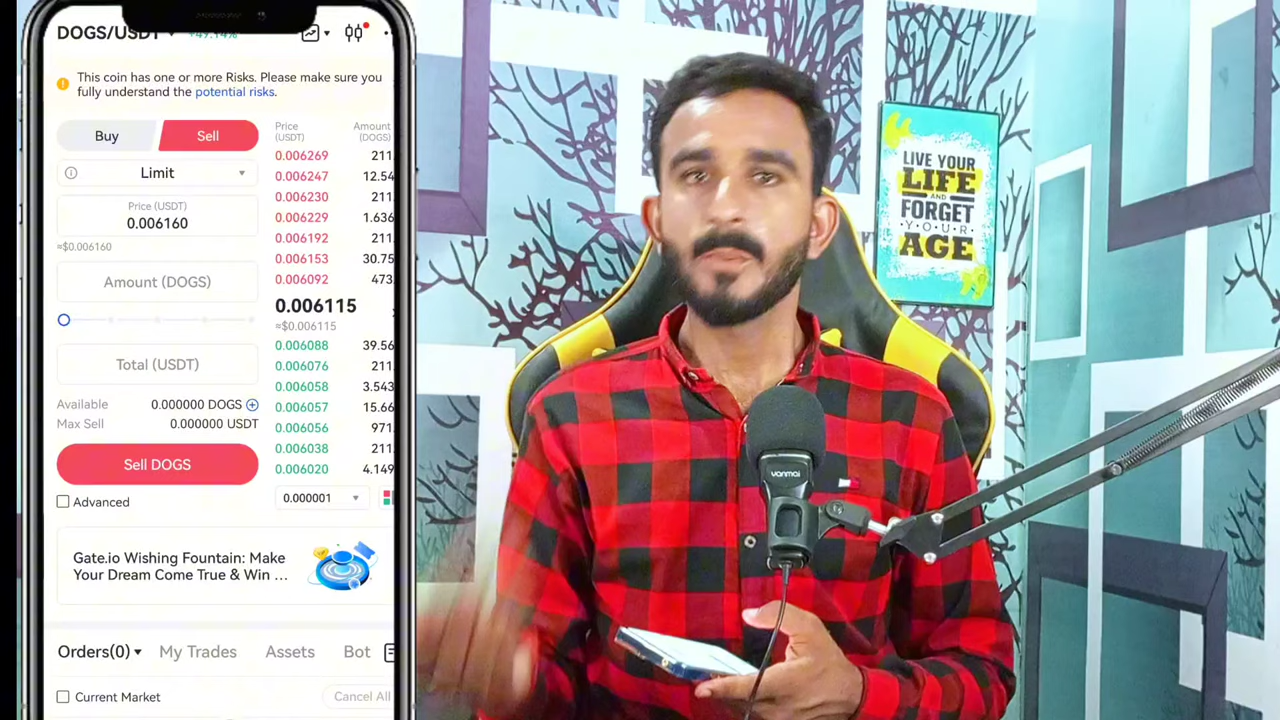 DOGS/USDT
+49.14%
This coin has one or more Risks. Please make sure you
fully understand the potential risks.
Buy
Sell
Limit
Price (USDT)
0.006160
≈$0.006160
Amount (DOGS)
Total (USDT)
Available 0.000000 DOGS
Max Sell 0.000000 USDT
Sell DOGS
Advanced
Price
(USDT)
Amount
(DOGS)
0.006269 211.
0.006247 12.54
0.006230 211.
0.006229 1.636
0.006192 211.
0.006153 30.75
0.006092 473.
0.006115
≈$0.006115
0.006088 39.56
0.006076 211.
0.006058 3.543
0.006057 15.66
0.006056 971.
0.006038 211.
0.006020 4.149
0.000001
Gate.io Wishing Fountain: Make
Your Dream Come True & Win ...
Orders(0) My Trades Assets Bot
Current Market Cancel All
LIVE YOUR
LIFE
AND
FORGET
YOUR
AGE
vanmai